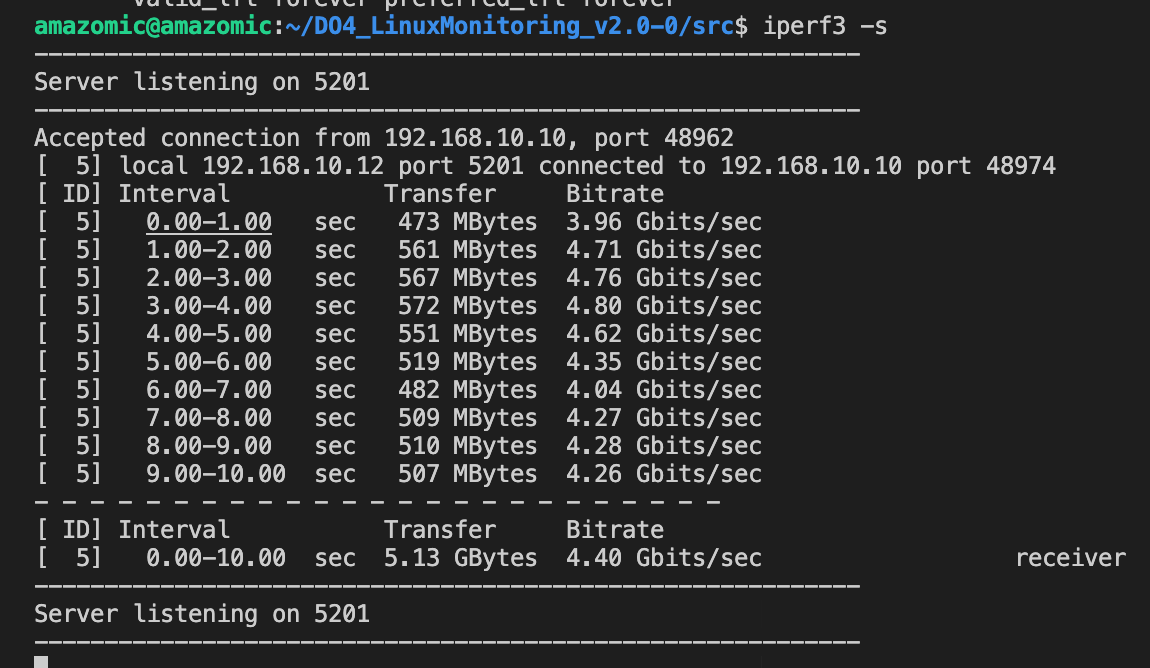 valid_lft forever preferred_lft forever
amazomic@amazomic:~/DO4_LinuxMonitoring_v2.0-0/src$ iperf3 -s
-----------------------------------------------------------
Server listening on 5201
-----------------------------------------------------------
Accepted connection from 192.168.10.10, port 48962
[  5] local 192.168.10.12 port 5201 connected to 192.168.10.10 port 48974
[ ID] Interval           Transfer     Bitrate
[  5]   0.00-1.00   sec   473 MBytes  3.96 Gbits/sec
[  5]   1.00-2.00   sec   561 MBytes  4.71 Gbits/sec
[  5]   2.00-3.00   sec   567 MBytes  4.76 Gbits/sec
[  5]   3.00-4.00   sec   572 MBytes  4.80 Gbits/sec
[  5]   4.00-5.00   sec   551 MBytes  4.62 Gbits/sec
[  5]   5.00-6.00   sec   519 MBytes  4.35 Gbits/sec
[  5]   6.00-7.00   sec   482 MBytes  4.04 Gbits/sec
[  5]   7.00-8.00   sec   509 MBytes  4.27 Gbits/sec
[  5]   8.00-9.00   sec   510 MBytes  4.28 Gbits/sec
[  5]   9.00-10.00  sec   507 MBytes  4.26 Gbits/sec
- - - - - - - - - - - - - - - - - - - - - - - - -
[ ID] Interval           Transfer     Bitrate
[  5]   0.00-10.00  sec  5.13 GBytes  4.40 Gbits/sec                  receiver
-----------------------------------------------------------
Server listening on 5201
-----------------------------------------------------------